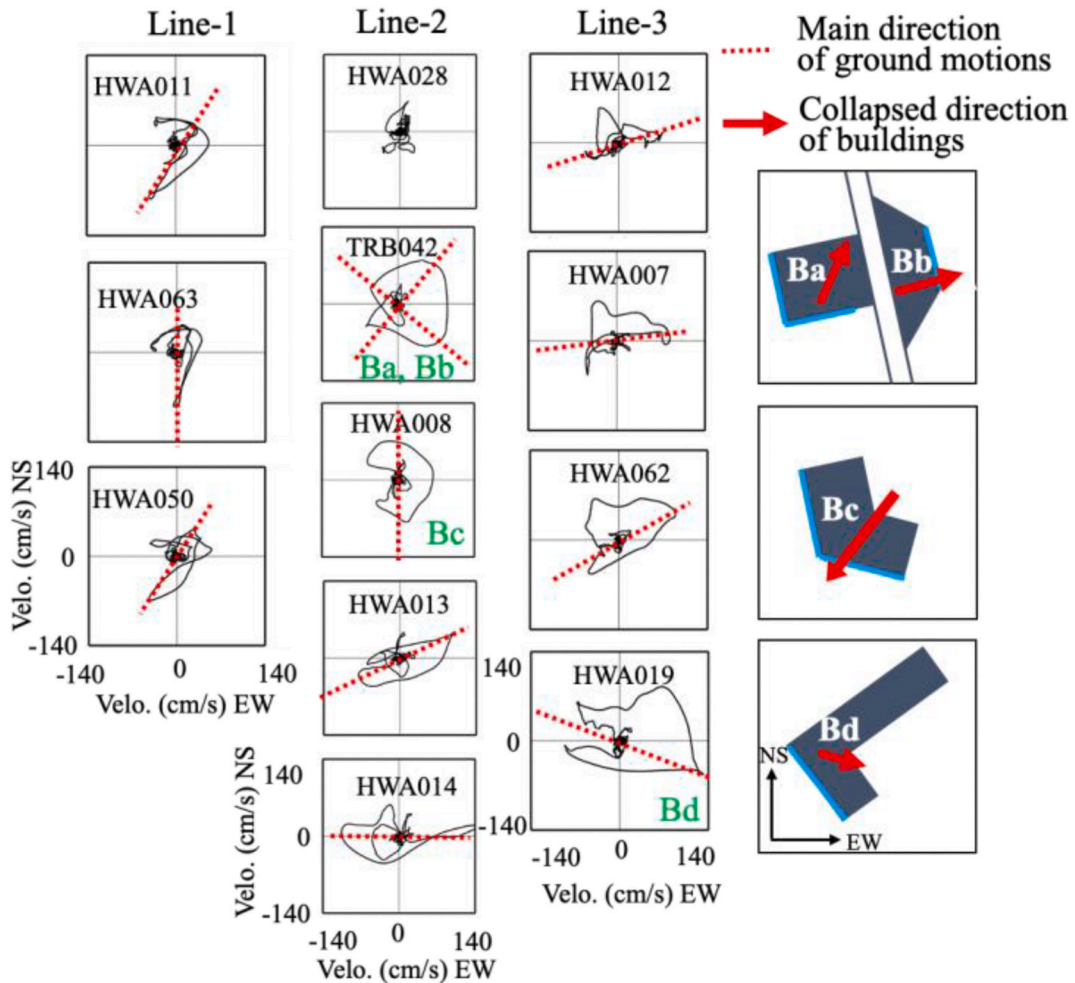 Line-1
Line-2
Line-3
Main direction
of ground motions
Collapsed direction
of buildings
HWA011
HWA063
HWA050
Velo. (cm/s) NS
140
0
-140
-140
0
140
Velo. (cm/s) EW
HWA028
TRB042
Ba, Bb
HWA008
Bc
HWA013
HWA014
Velo. (cm/s) NS
140
0
-140
-140
0
140
Velo. (cm/s) EW
HWA012
HWA007
HWA062
HWA019
Bd
140
0
-140
-140
0
140
Velo. (cm/s) EW
Ba
Bb
Bc
Bd
NS
EW